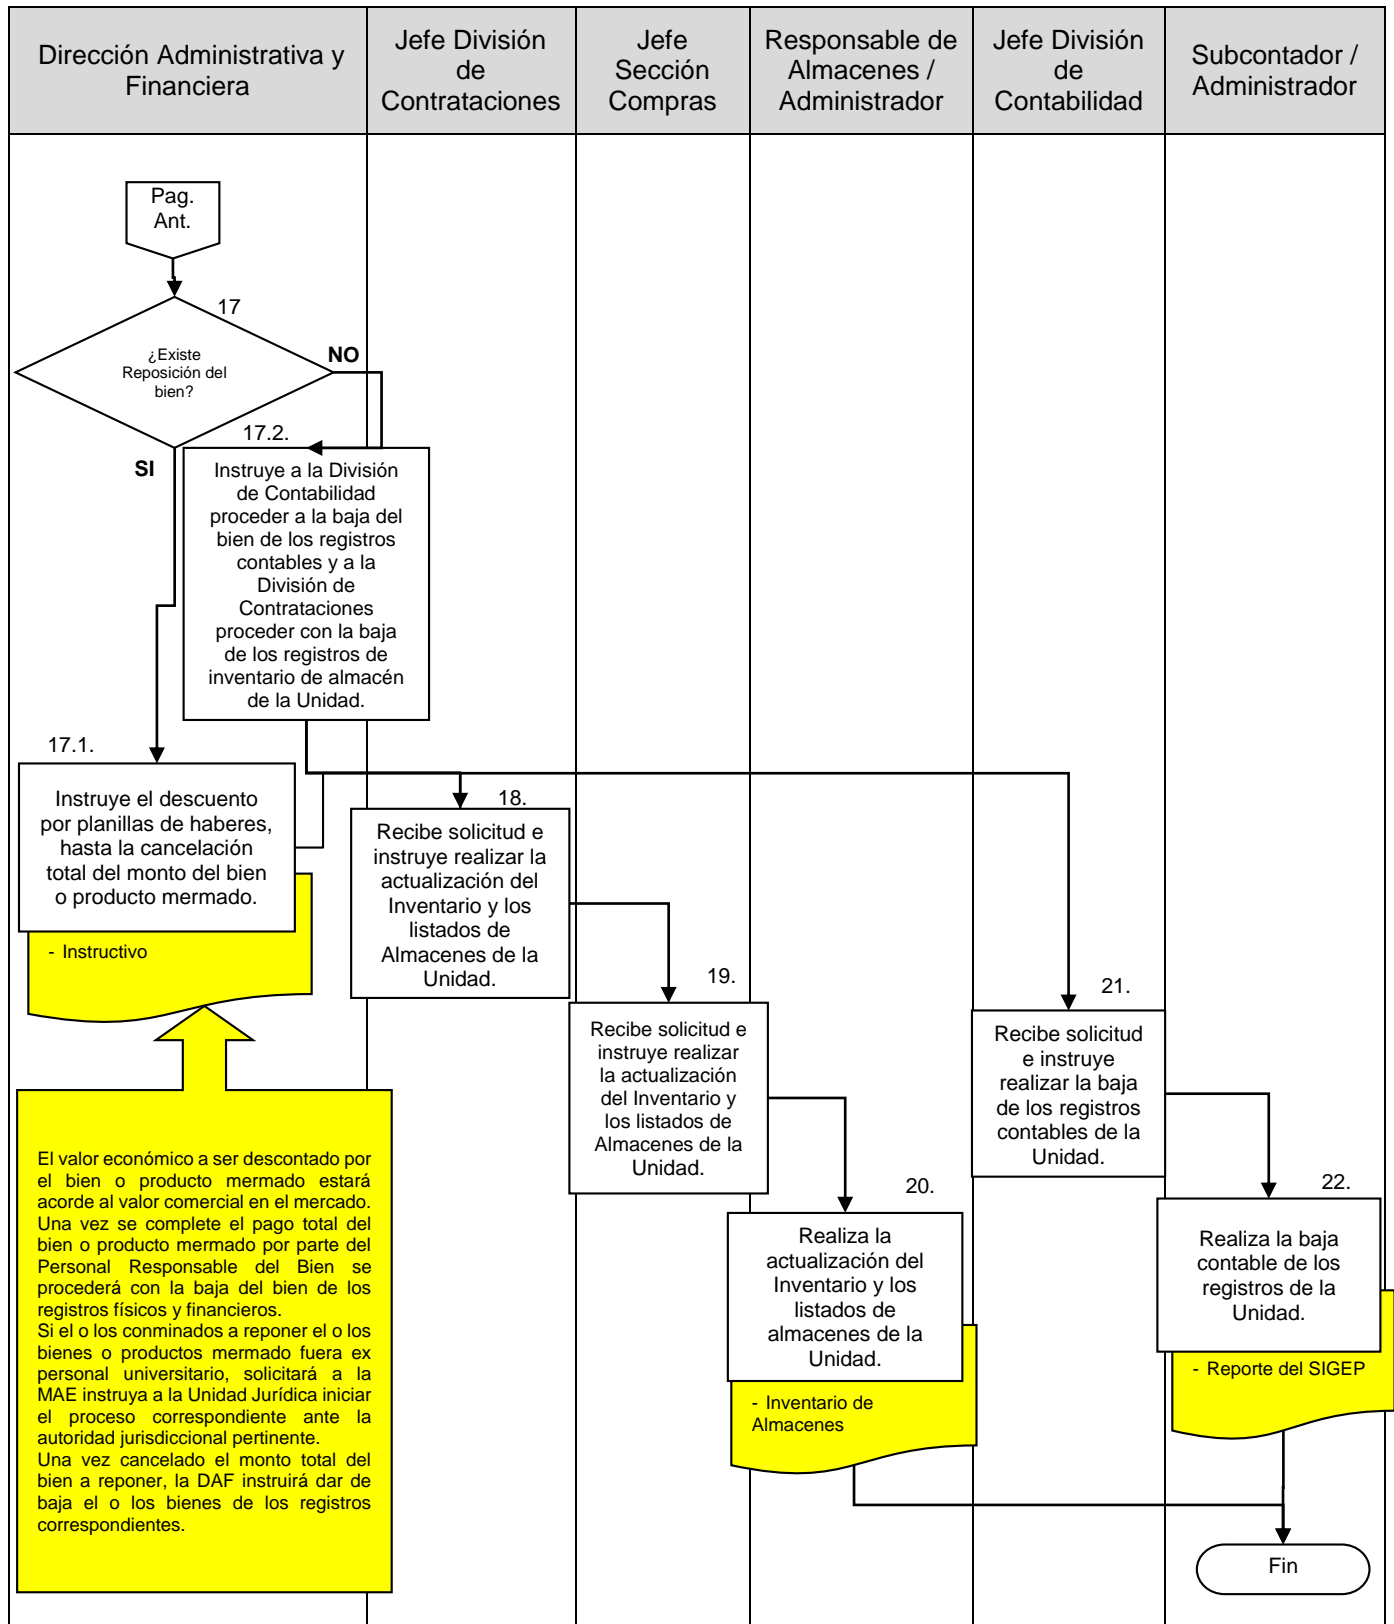 Dirección Administrativa y
Financiera
Jefe División
de
Contrataciones
Jefe
Sección
Compras
Responsable de
Almacenes /
Administrador
Jefe División
de
Contabilidad
Subcontador /
Administrador
Pag.
Ant.
17
¿Existe
Reposición del
bien?
NO
SI
17.2.
Instruye a la División
de Contabilidad
proceder a la baja del
bien de los registros
contables y a la
División de
Contrataciones
proceder con la baja
de los registros de
inventario de almacén
de la Unidad.
17.1.
Instruye el descuento
por planillas de haberes,
hasta la cancelación
total del monto del bien
o producto mermado.
- Instructivo
18.
Recibe solicitud e
instruye realizar la
actualización del
Inventario y los
listados de
Almacenes de la
Unidad.
19.
Recibe solicitud e
instruye realizar
la actualización
del Inventario y
los listados de
Almacenes de la
Unidad.
20.
Realiza la
actualización del
Inventario y los
listados de
almacenes de la
Unidad.
- Inventario de
Almacenes
21.
Recibe solicitud
e instruye
realizar la baja
de los registros
contables de la
Unidad.
22.
Realiza la baja
contable de los
registros de la
Unidad.
- Reporte del SIGEP
El valor económico a ser descontado por
el bien o producto mermado estará
acorde al valor comercial en el mercado.
Una vez se complete el pago total del
bien o producto mermado por parte del
Personal Responsable del Bien se
procederá con la baja del bien de los
registros físicos y financieros.
Si el o los conminados a reponer el o los
bienes o productos mermado fuera ex
personal universitario, solicitará a la
MAE instruya a la Unidad Jurídica iniciar
el proceso correspondiente ante la
autoridad jurisdiccional pertinente.
Una vez cancelado el monto total del
bien a reponer, la DAF instruirá dar de
baja el o los bienes de los registros
correspondientes.
Fin